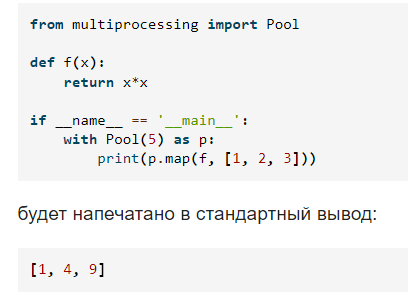 from multiprocessing import Pool
def f(x):
    return x*x
if __name__ == '__main__':
    with Pool(5) as p:
        print(p.map(f, [1, 2, 3]))
будет напечатано в стандартный вывод:
[1, 4, 9]